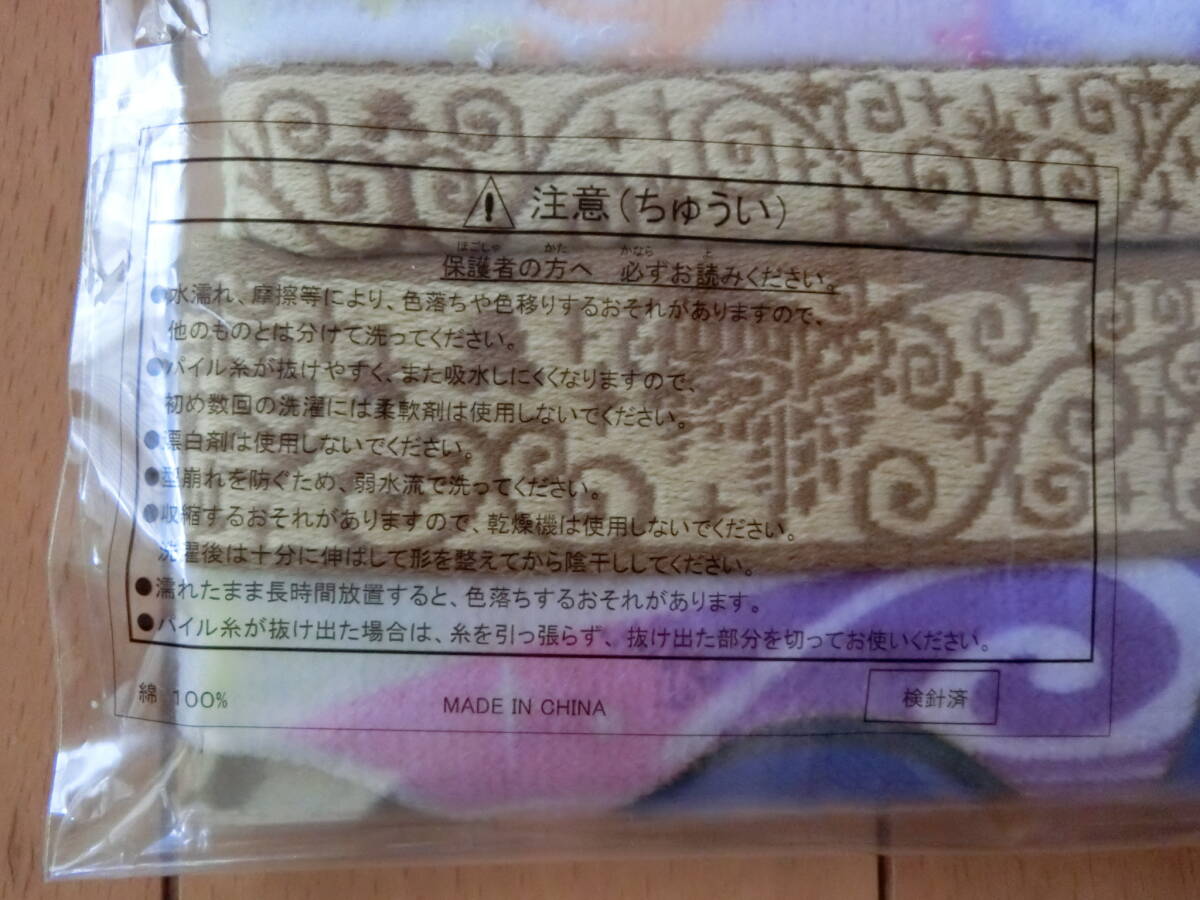 注意(ちゅうい)
ほごしゃ かた かなら よ
保護者の方へ 必ずお読みください。
●水濡れ、摩擦等により、色落ちや色移りするおそれがありますので、
他のものとは分けて洗ってください。
●パイル糸が抜けやすく、また吸水しにくくなりますので、
初め数回の洗濯には柔軟剤は使用しないでください。
●漂白剤は使用しないでください。
●型崩れを防ぐため、弱水流で洗ってください。
●収縮するおそれがありますので、乾燥機は使用しないでください。
洗濯後は十分に伸ばして形を整えてから陰干ししてください。
●濡れたまま長時間放置すると、色落ちするおそれがあります。
●パイル糸が抜け出た場合は、糸を引っ張らず、抜け出た部分を切ってお使いください。
綿 100% MADE IN CHINA 検針済